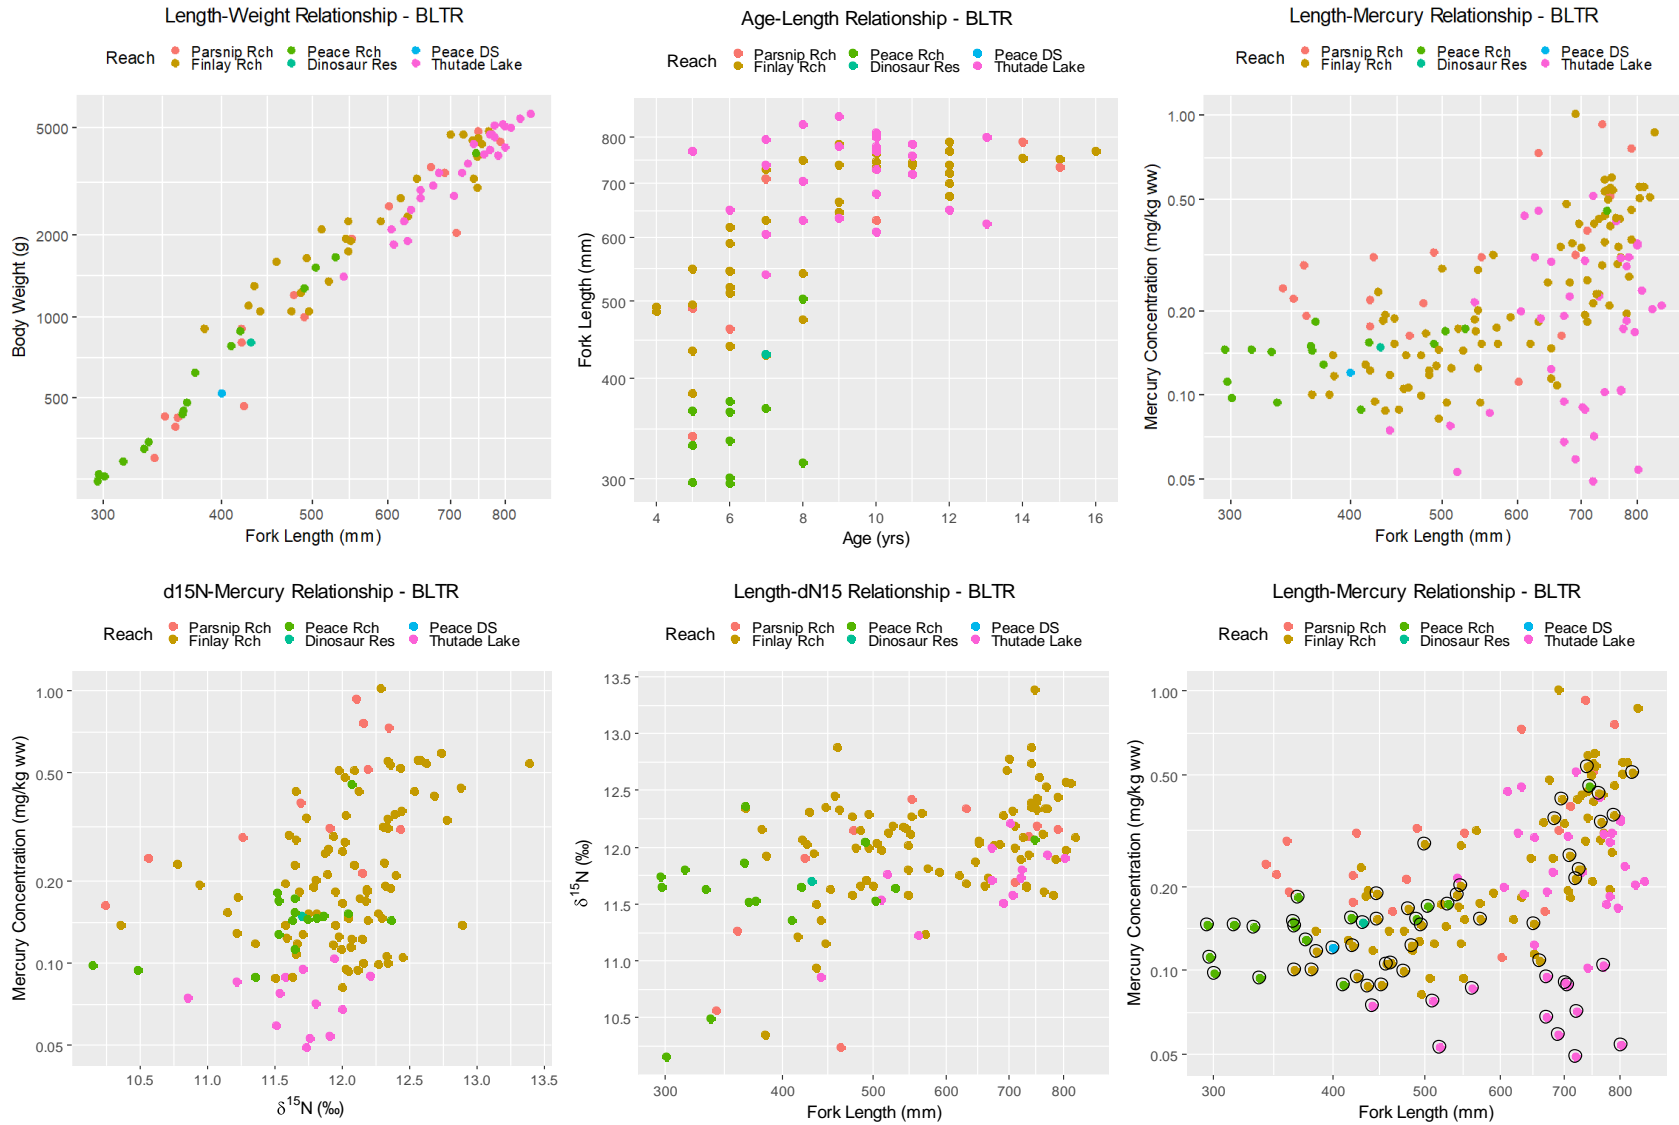 Length-Weight Relationship - BLTR
Reach Parsnip Rch Peace Rch Peace DS
Finlay Rch Dinosaur Res Thutade Lake
5000
2000
1000
500
Body Weight (g)
300 400 500 600 700 800
Fork Length (mm)
Age-Length Relationship - BLTR
Reach Parsnip Rch Peace Rch Peace DS
Finlay Rch Dinosaur Res Thutade Lake
800
700
600
500
400
300
Fork Length (mm)
4 6 8 10 12 14 16
Age (yrs)
Length-Mercury Relationship - BLTR
Reach Parsnip Rch Peace Rch Peace DS
Finlay Rch Dinosaur Res Thutade Lake
1.00
0.50
0.20
0.10
0.05
Mercury Concentration (mg/kg ww)
300 400 500 600 700 800
Fork Length (mm)
d15N-Mercury Relationship - BLTR
Reach Parsnip Rch Peace Rch Peace DS
Finlay Rch Dinosaur Res Thutade Lake
1.00
0.50
0.20
0.10
0.05
Mercury Concentration (mg/kg ww)
10.5 11.0 11.5 12.0 12.5 13.0 13.5
δ15N (‰)
Length-dN15 Relationship - BLTR
Reach Parsnip Rch Peace Rch Peace DS
Finlay Rch Dinosaur Res Thutade Lake
13.5
13.0
12.5
12.0
11.5
11.0
10.5
δ15N (‰)
300 400 500 600 700 800
Fork Length (mm)
Length-Mercury Relationship - BLTR
Reach Parsnip Rch Peace Rch Peace DS
Finlay Rch Dinosaur Res Thutade Lake
1.00
0.50
0.20
0.10
0.05
Mercury Concentration (mg/kg ww)
300 400 500 600 700 800
Fork Length (mm)